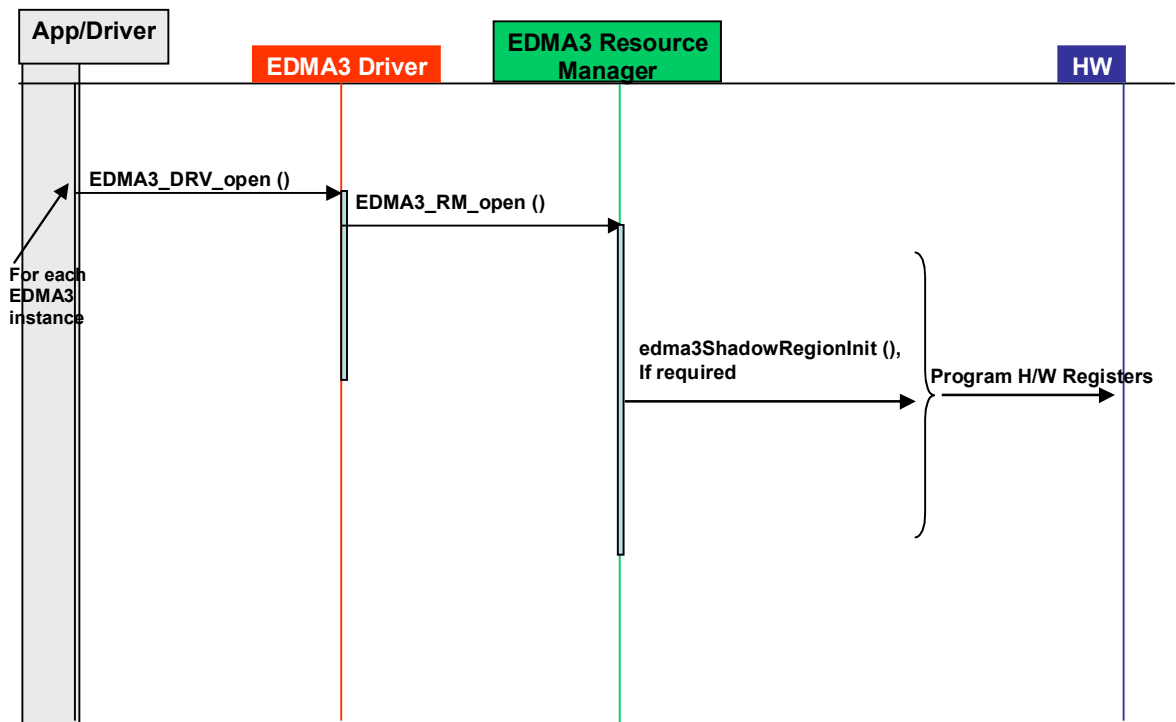 App/Driver
EDMA3 Driver
EDMA3 Resource
Manager
HW
EDMA3_DRV_open ()
EDMA3_RM_open ()
For each
EDMA3
instance
edma3ShadowRegionInit (),
If required
Program H/W Registers